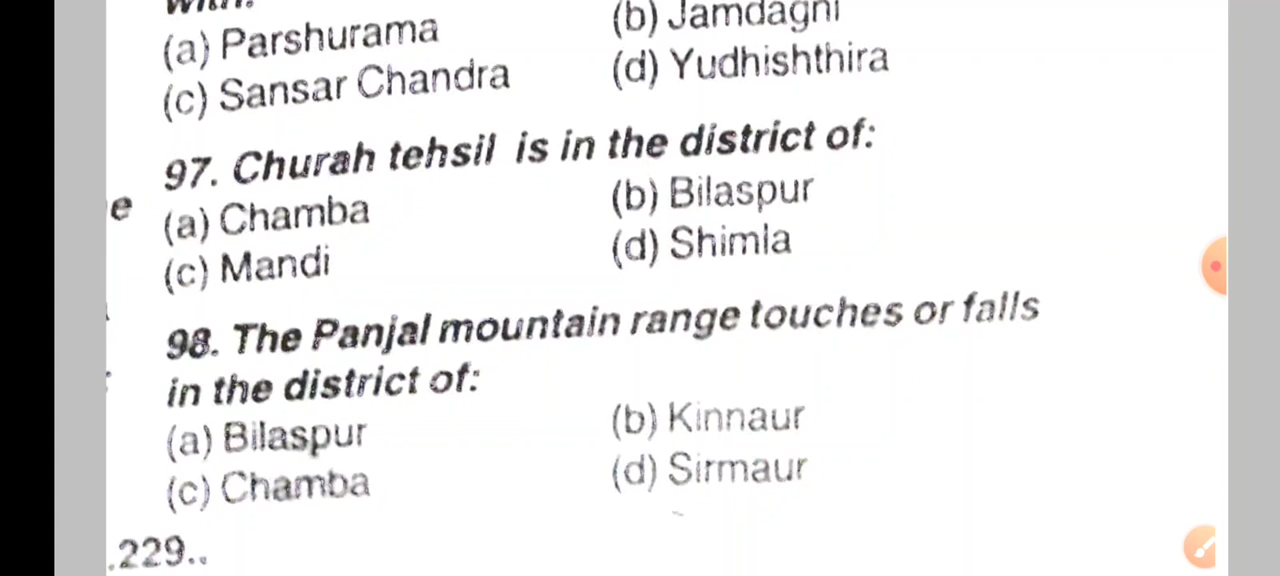 (a) Parshurama (b) Jamdagni
(c) Sansar Chandra (d) Yudhishthira
97. Churah tehsil is in the district of:
e
(a) Chamba (b) Bilaspur
(c) Mandi (d) Shimla
98. The Panjal mountain range touches or falls
in the district of:
(a) Bilaspur (b) Kinnaur
(c) Chamba (d) Sirmaur
.229..